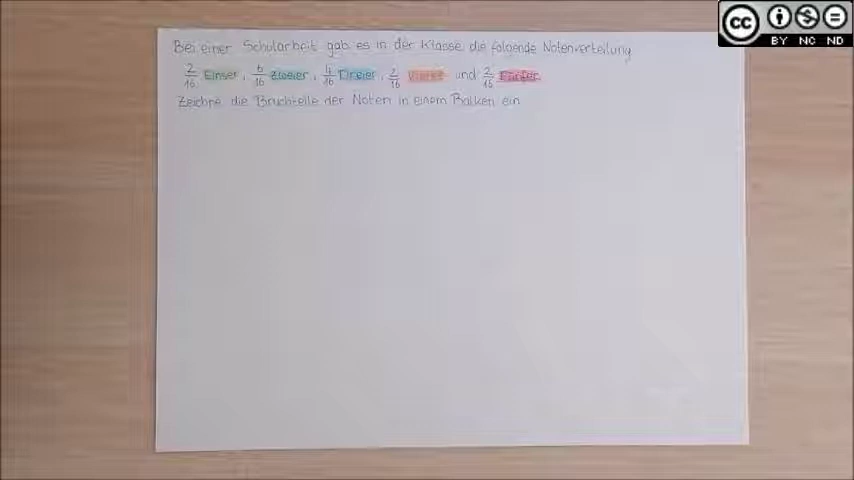 Bei einer Schularbeit gab es in der Klasse die folgende Notenverteilung
2/16 Einser, 6/16 Zweier, 4/16 Dreier, 2/16 Vierer und 2/16 Fünfer.
Zeichne die Bruchteile der Noten in einem Balken ein
cc BY NC ND